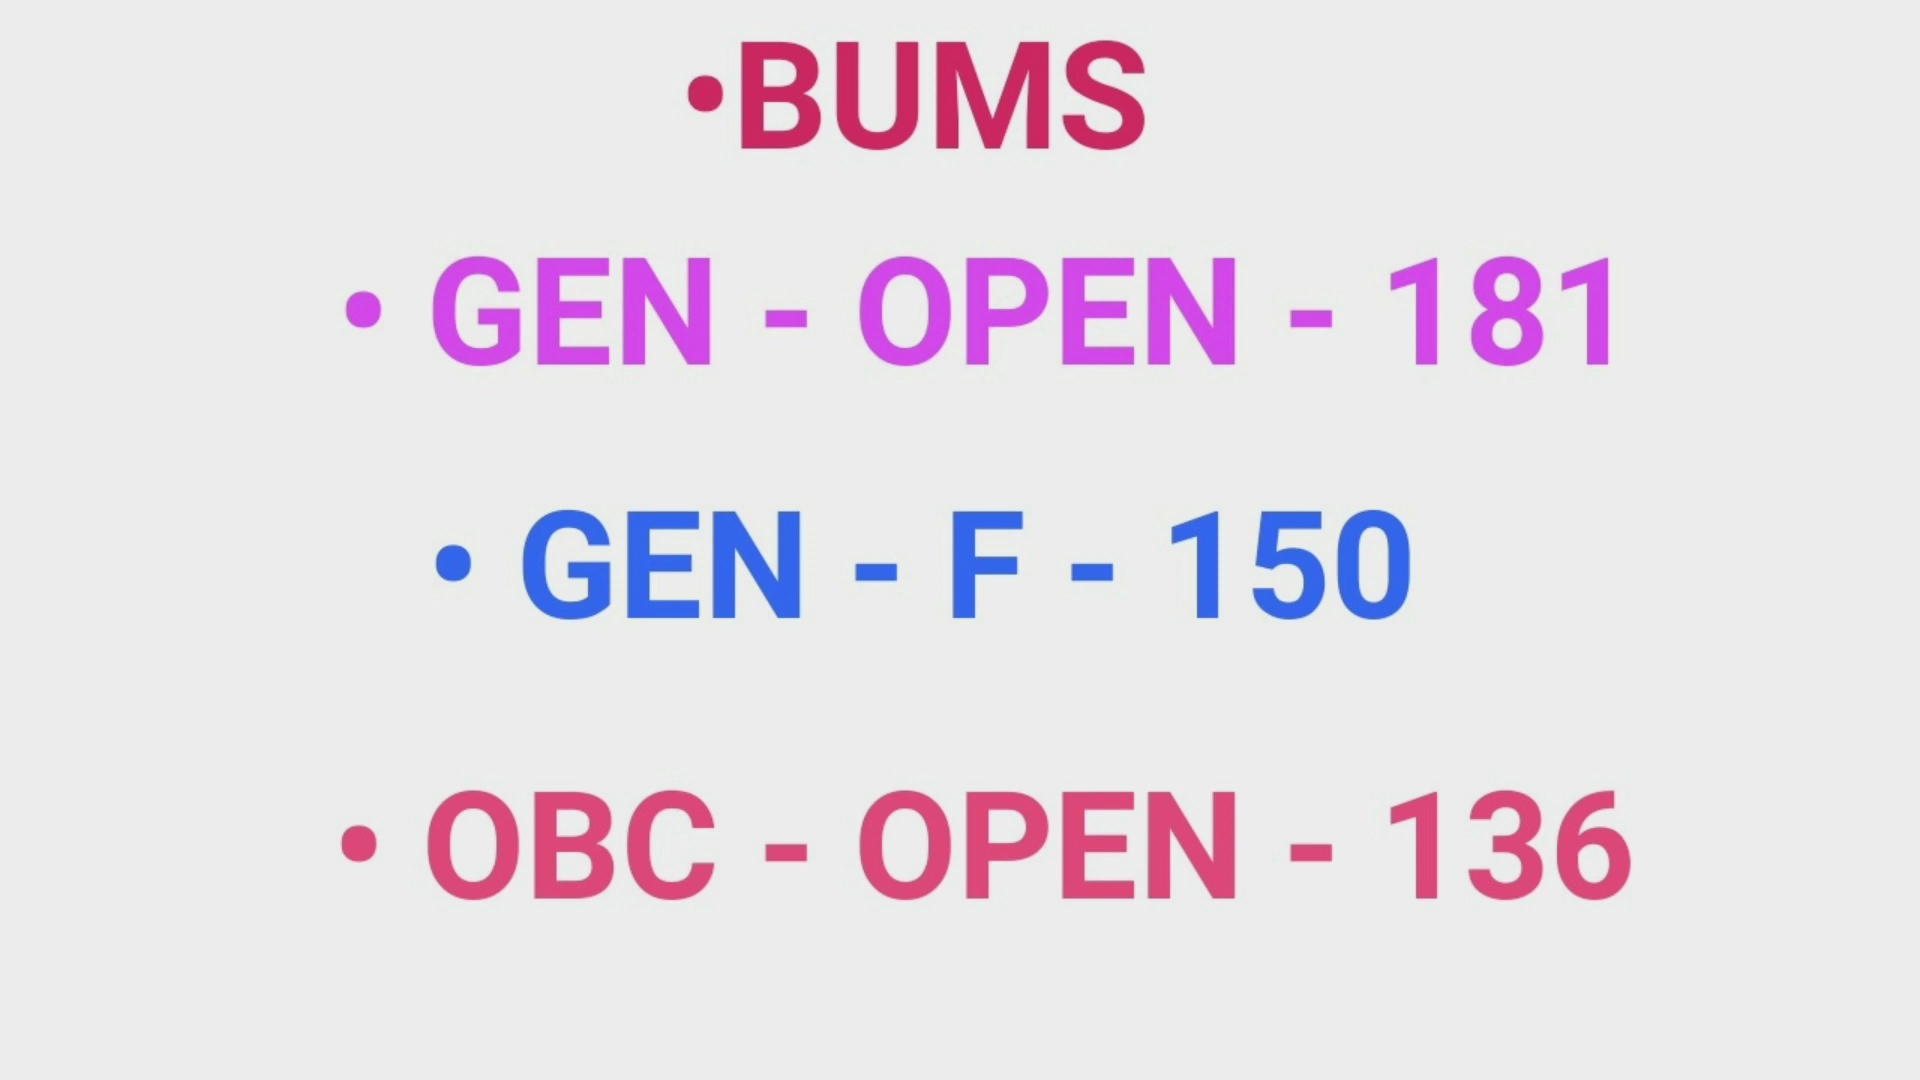 •BUMS
• GEN - OPEN - 181
• GEN - F - 150
• OBC - OPEN - 136